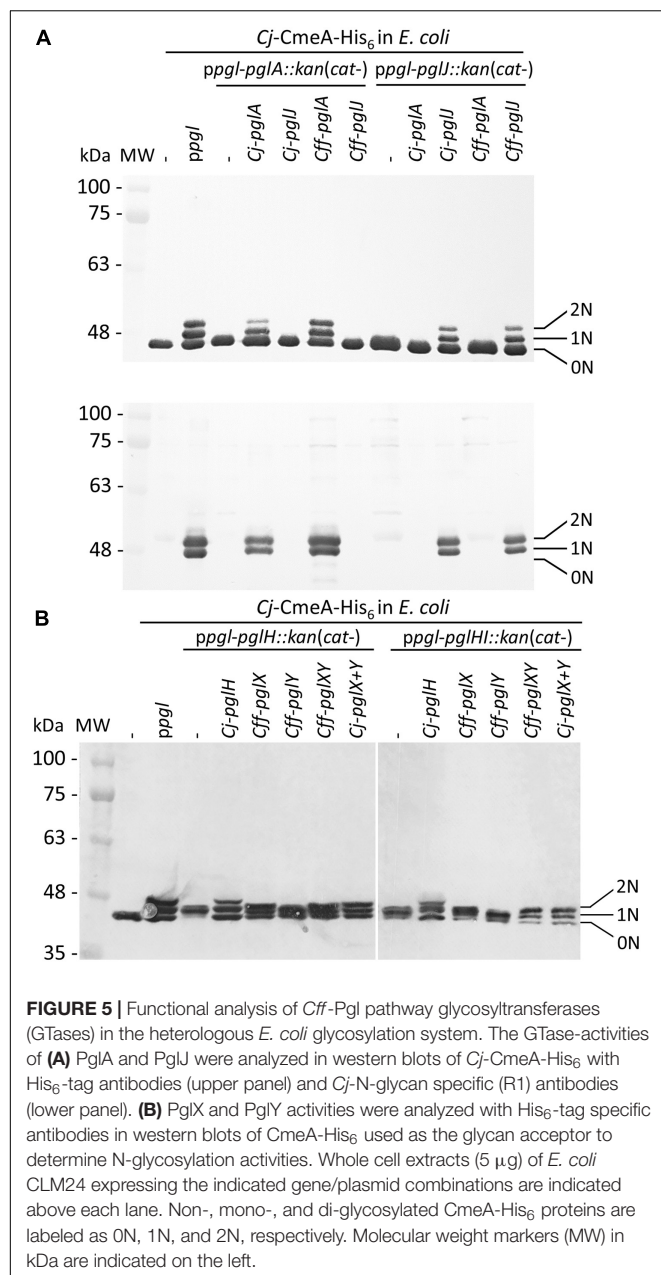 A
Cj-CmeA-His6 in E. coli
ppgl-pglA::kan(cat-) ppgl-pglJ::kan(cat-)
kDa MW - ppgl - Cj-pglA Cj-pglJ Cff-pglA Cff-pglJ - Cj-pglA Cj-pglJ Cff-pglA Cff-pglJ
100 -
75 -
63 -
48 -
2N
1N
0N
100 -
75 -
63 -
48 -
2N
1N
0N
B
Cj-CmeA-His6 in E. coli
ppgl-pglH::kan(cat-) ppgl-pglHI::kan(cat-)
kDa MW - ppgl - Cj-pglH Cff-pglX Cff-pglY Cff-pglXY Cj-pglX+Y - Cj-pglH Cff-pglX Cff-pglY Cff-pglXY Cj-pglX+Y
100 -
75 -
63 -
48 -
35 -
2N
1N
0N
FIGURE 5 | Functional analysis of Cff-Pgl pathway glycosyltransferases
(GTases) in the heterologous E. coli glycosylation system. The GTase-activities
of (A) PglA and PglJ were analyzed in western blots of Cj-CmeA-His6 with
His6-tag antibodies (upper panel) and Cj-N-glycan specific (R1) antibodies
(lower panel). (B) PglX and PglY activities were analyzed with His6-tag specific
antibodies in western blots of CmeA-His6 used as the glycan acceptor to
determine N-glycosylation activities. Whole cell extracts (5 μg) of E. coli
CLM24 expressing the indicated gene/plasmid combinations are indicated
above each lane. Non-, mono-, and di-glycosylated CmeA-His6 proteins are
labeled as 0N, 1N, and 2N, respectively. Molecular weight markers (MW) in
kDa are indicated on the left.